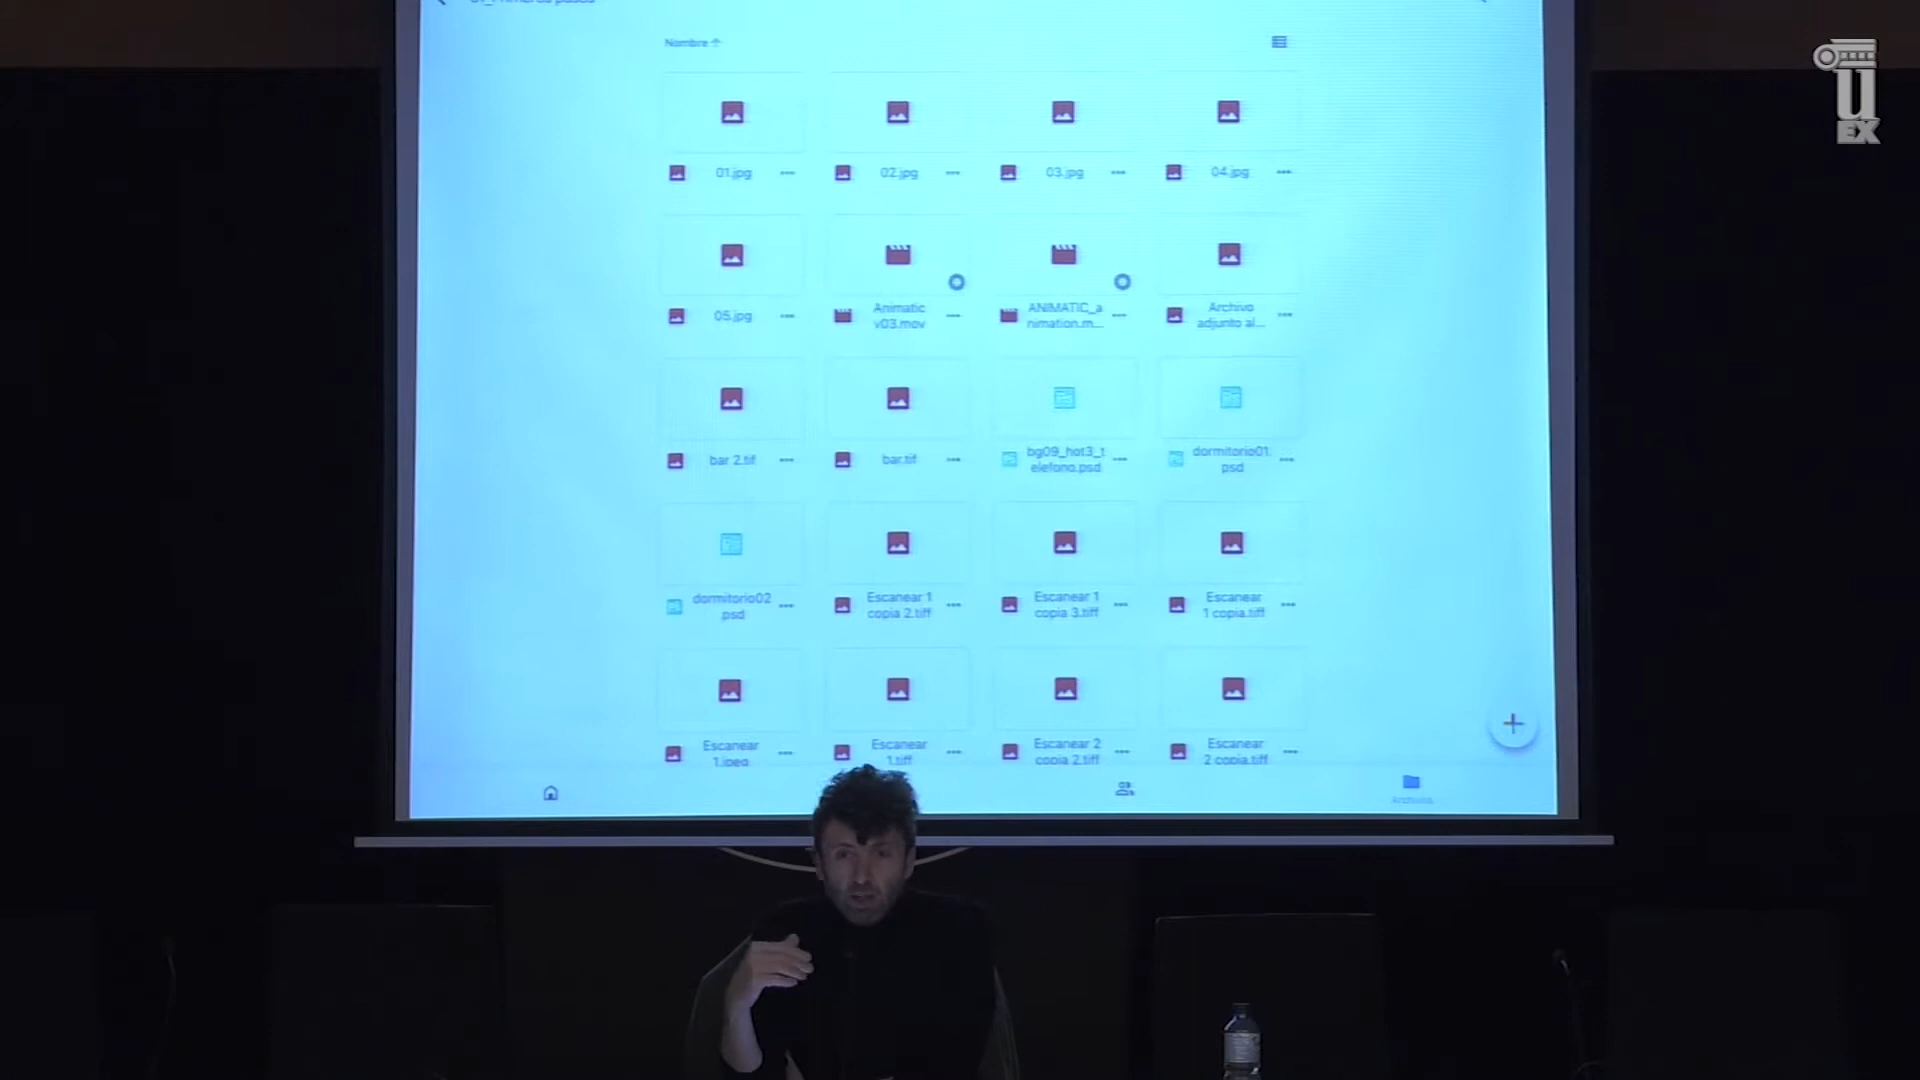 Nombre ↑
01.jpg
02.jpg
03.jpg
04.jpg
05.jpg
Animatic
v03.mov
ANIMATIC_a
nimation.m...
Archivo
adjunto al...
bar 2.tif
bar.tif
bg09_hot3_t
elefono.psd
dormitorio01.
psd
dormitorio02
.psd
Escanear 1
copia 2.tiff
Escanear 1
copia 3.tiff
Escanear
1 copia.tiff
Escanear
1.jpeg
Escanear
1.tiff
Escanear 2
copia 2.tiff
Escanear
2 copia.tiff
Archivos
U
EX